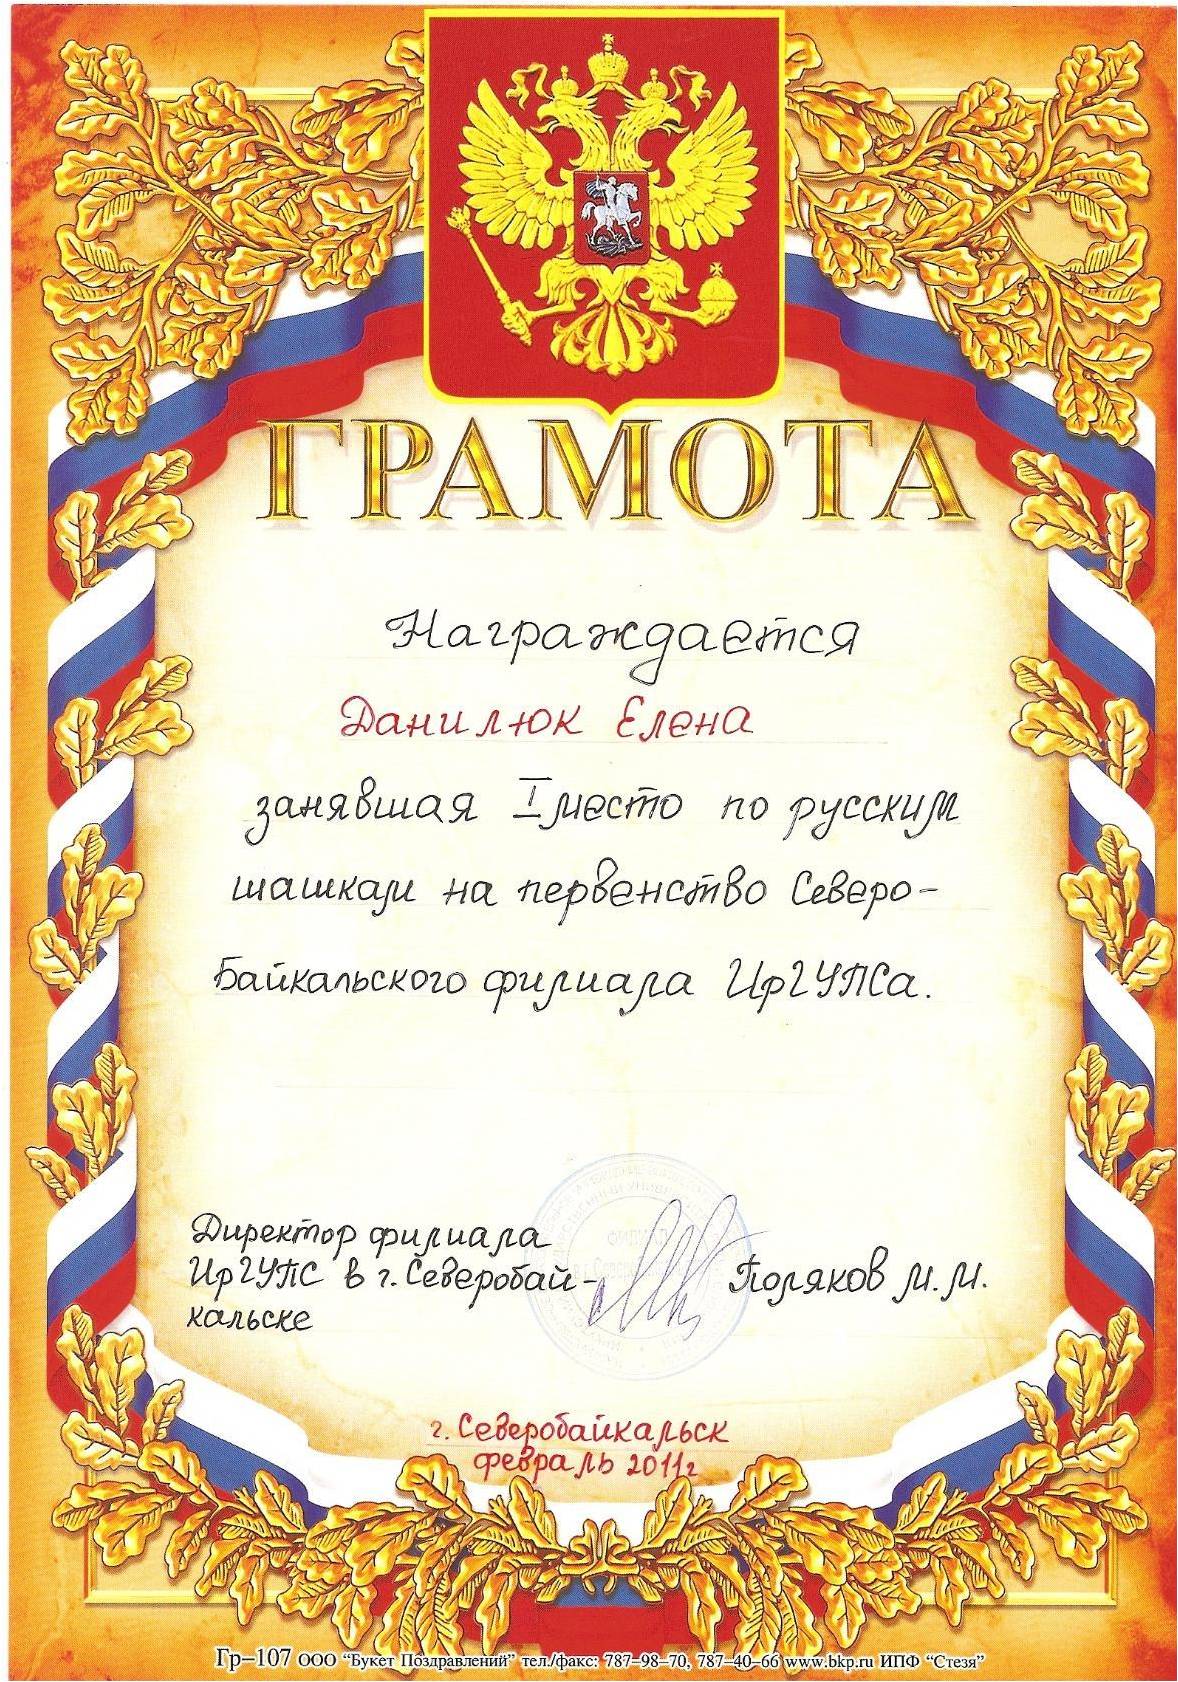 ГРАМОТА
Награждается
Данилюк Елена
занявшая I место по русским
шашкам на первенство Северо-
Байкальского филиала ИрГУПСа.
Директор филиала
ИрГУПС в г. Северобай-
кальске
Поляков М.М.
ФИЛИАЛ
г. Северобайкальск
февраль 2011г
Гр-107 ООО "Букет Поздравлений" тел./факс: 787-98-70, 787-40-66 www.bkp.ru ИПФ "Стезя"